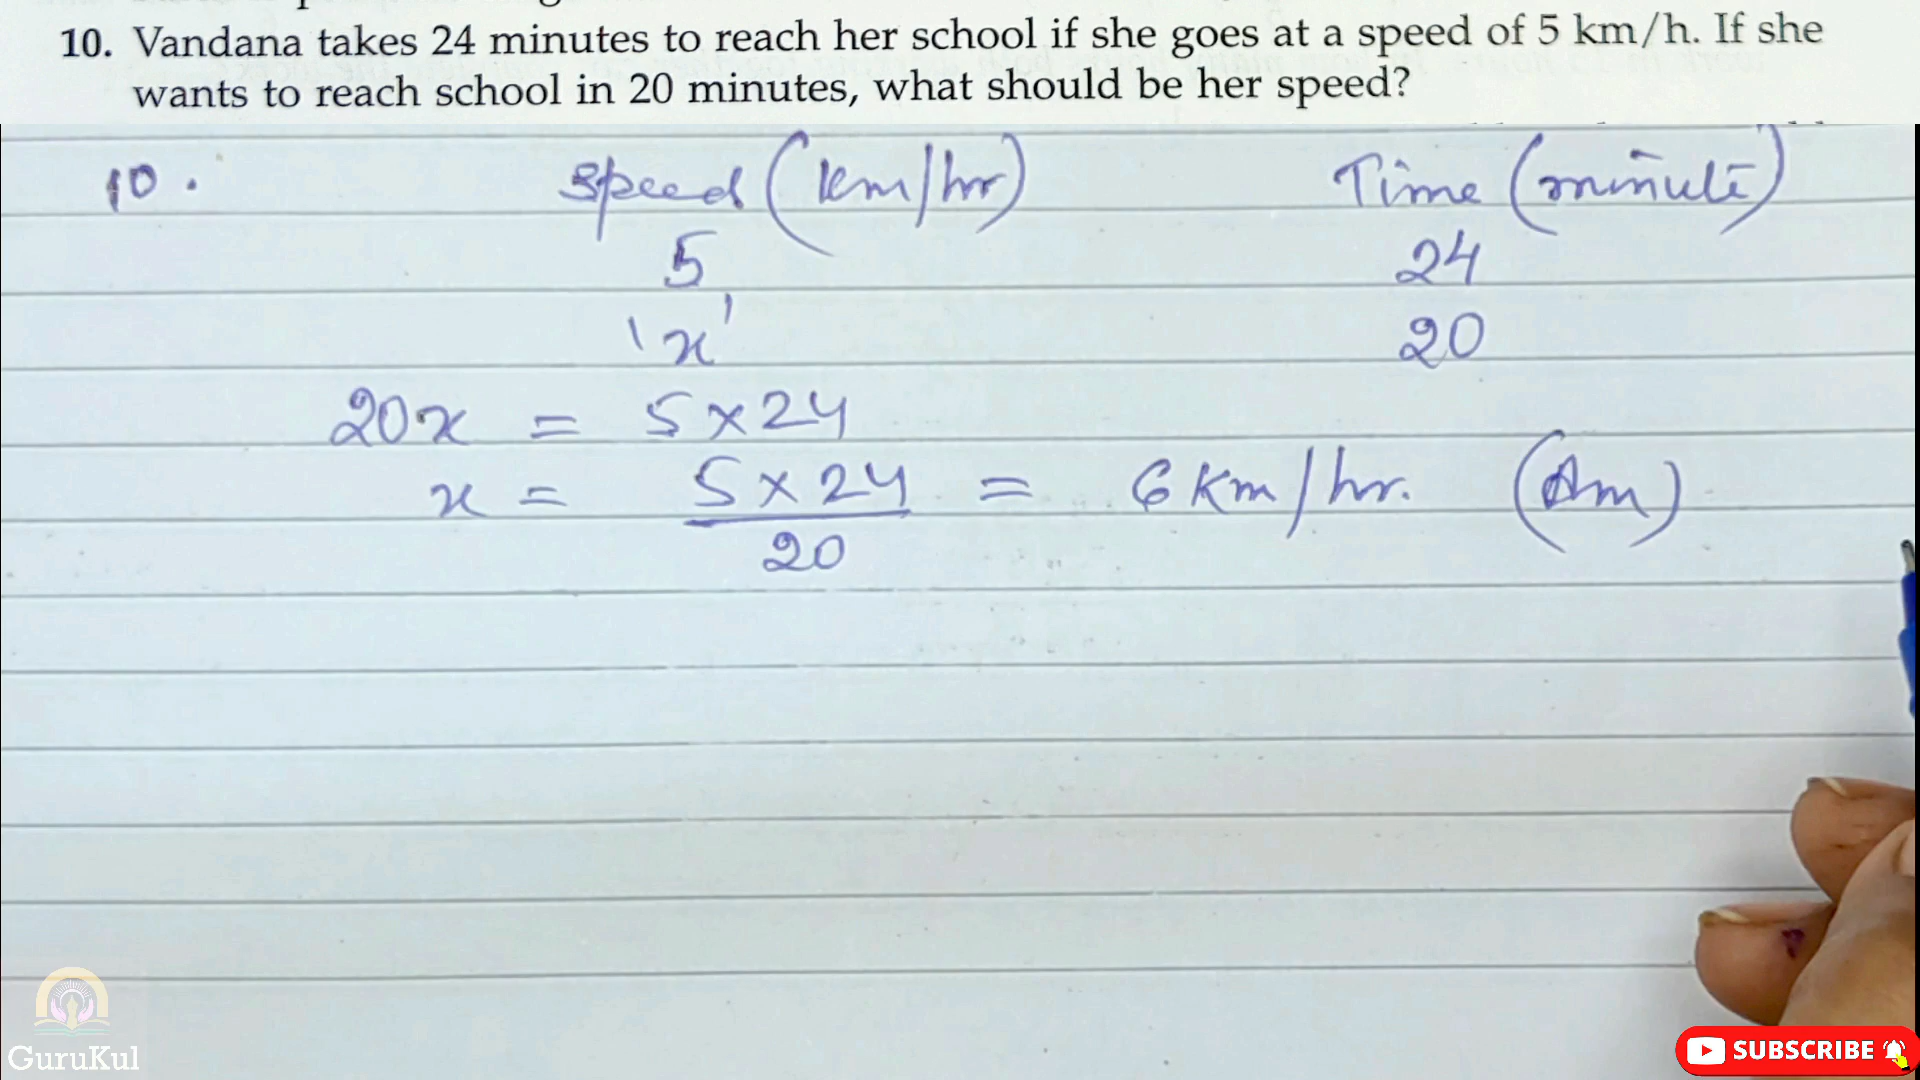 10. Vandana takes 24 minutes to reach her school if she goes at a speed of 5 km/h. If she
wants to reach school in 20 minutes, what should be her speed?
10. Speed (km/hr) Time (minute)
5 24
'x' 20
20x = 5 × 24
x = 5 × 24 / 20 = 6 Km/hr. (Ans)
GuruKul
SUBSCRIBE